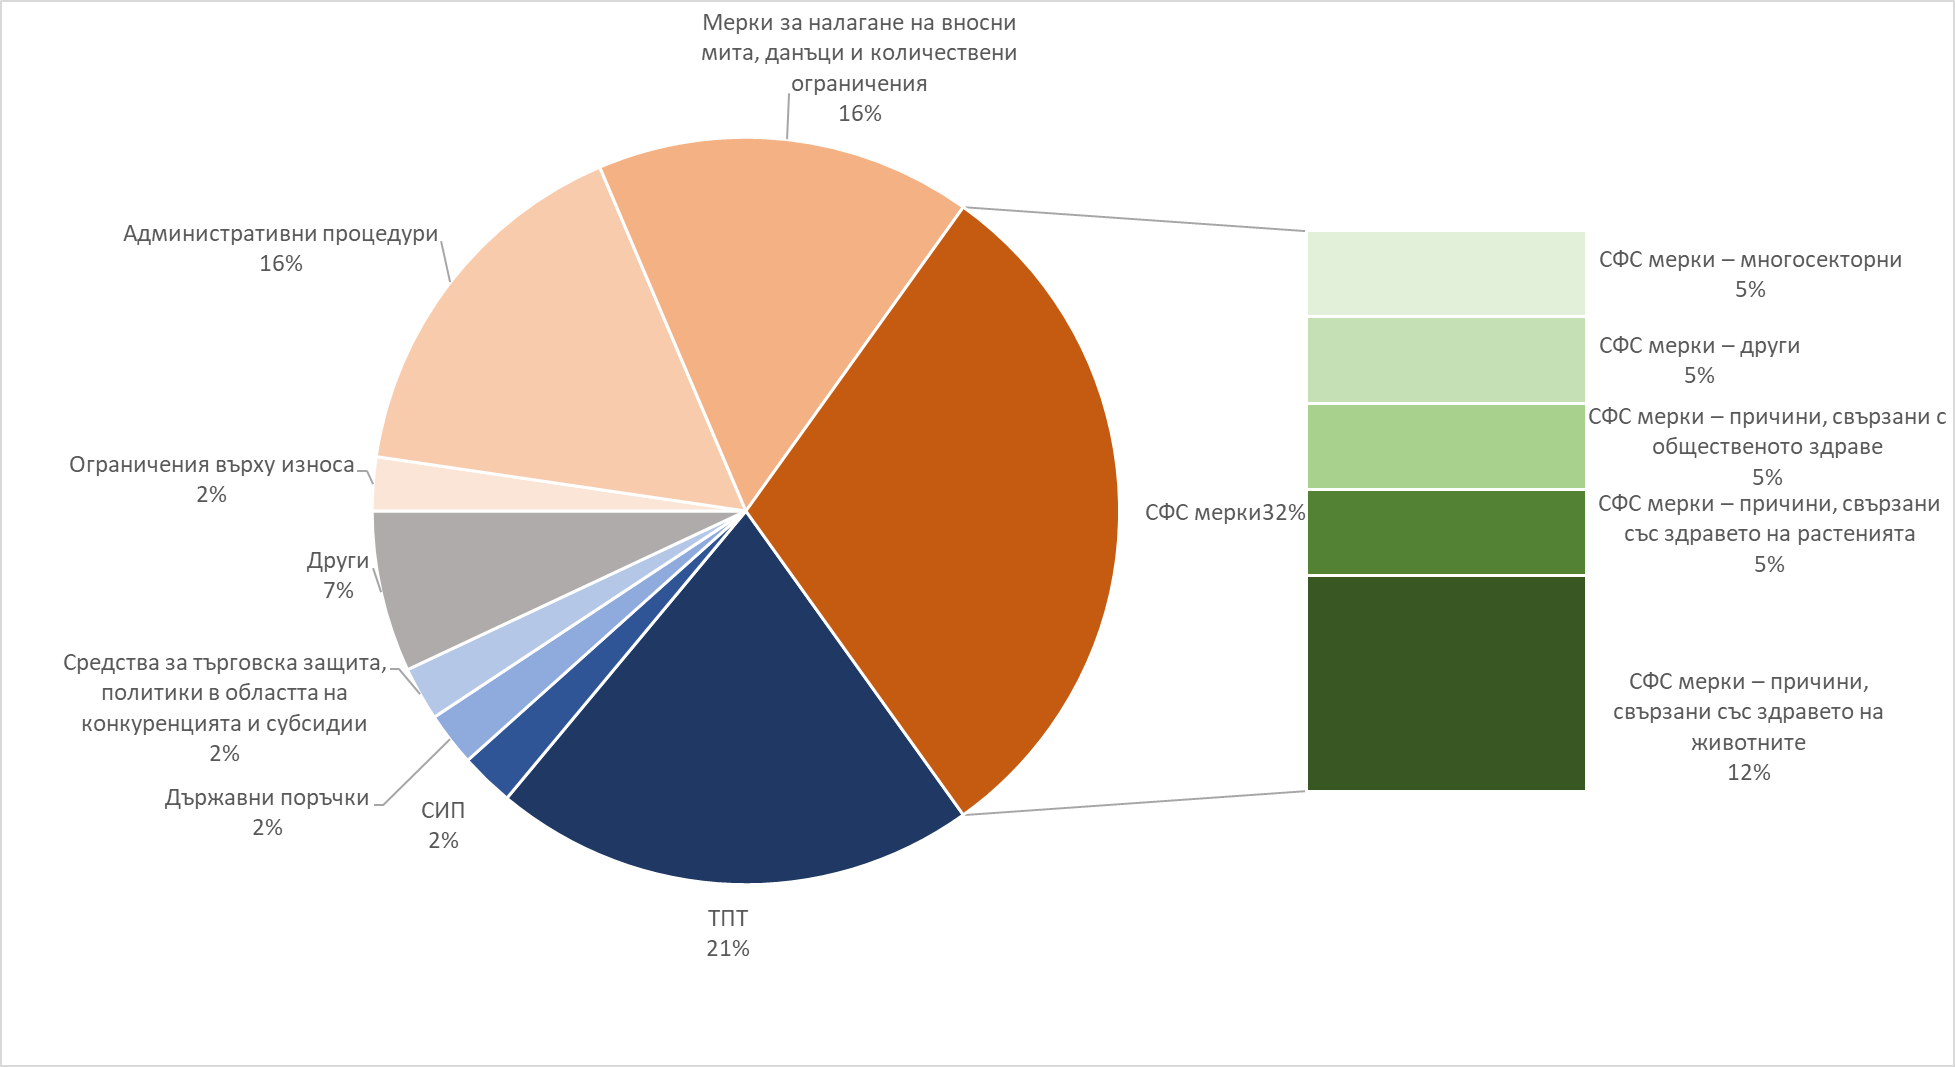 Мерки за налагане на вносни
мита, данъци и количествени
ограничения
16%
Административни процедури
16%
Ограничения върху износа
2%
Други
7%
Средства за търговска защита,
политики в областта на
конкуренцията и субсидии
2%
Държавни поръчки
2%
СИП
2%
ТПТ
21%
СФС мерки32%
СФС мерки – многосекторни
5%
СФС мерки – други
5%
СФС мерки – причини, свързани с
общественото здраве
5%
СФС мерки – причини, свързани
със здравето на растенията
5%
СФС мерки – причини,
свързани със здравето на
животните
12%